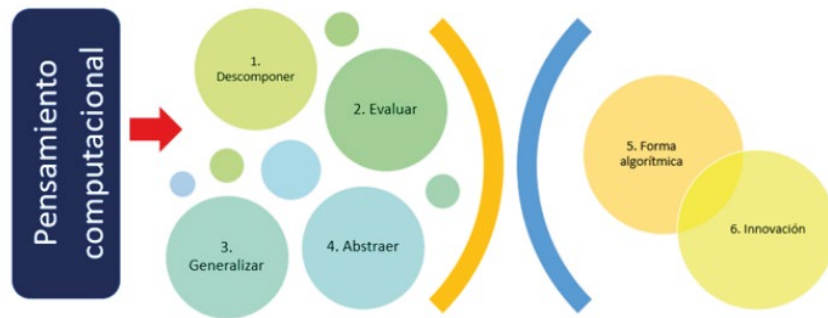 Pensamiento
computacional
1.
Descomponer
2. Evaluar
3.
Generalizar
4. Abstraer
5. Forma
algorítmica
6. Innovación